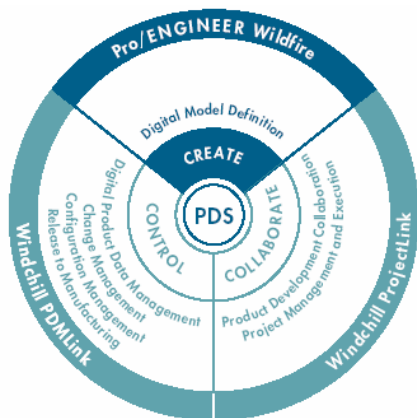 Pro/ENGINEER Wildfire
Digital Model Definition
CREATE
PDS
CONTROL
COLLABORATE
Digital Product Data Management
Change Management
Configuration Management
Release to Manufacturing
Product Development Collaboration
Project Management and Execution
Windchill PDMLink
Windchill ProjectLink